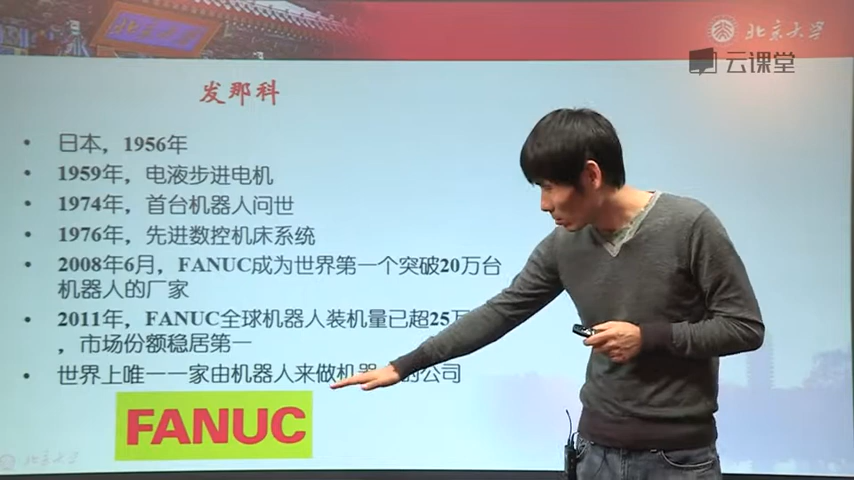 北京大学
云课堂
发那科
• 日本，1956年
• 1959年，电液步进电机
• 1974年，首台机器人问世
• 1976年，先进数控机床系统
• 2008年6月，FANUC成为世界第一个突破20万台
机器人的厂家
• 2011年，FANUC全球机器人装机量已超25万
，市场份额稳居第一
• 世界上唯一一家由机器人来做机器 的公司
FANUC
北京大学